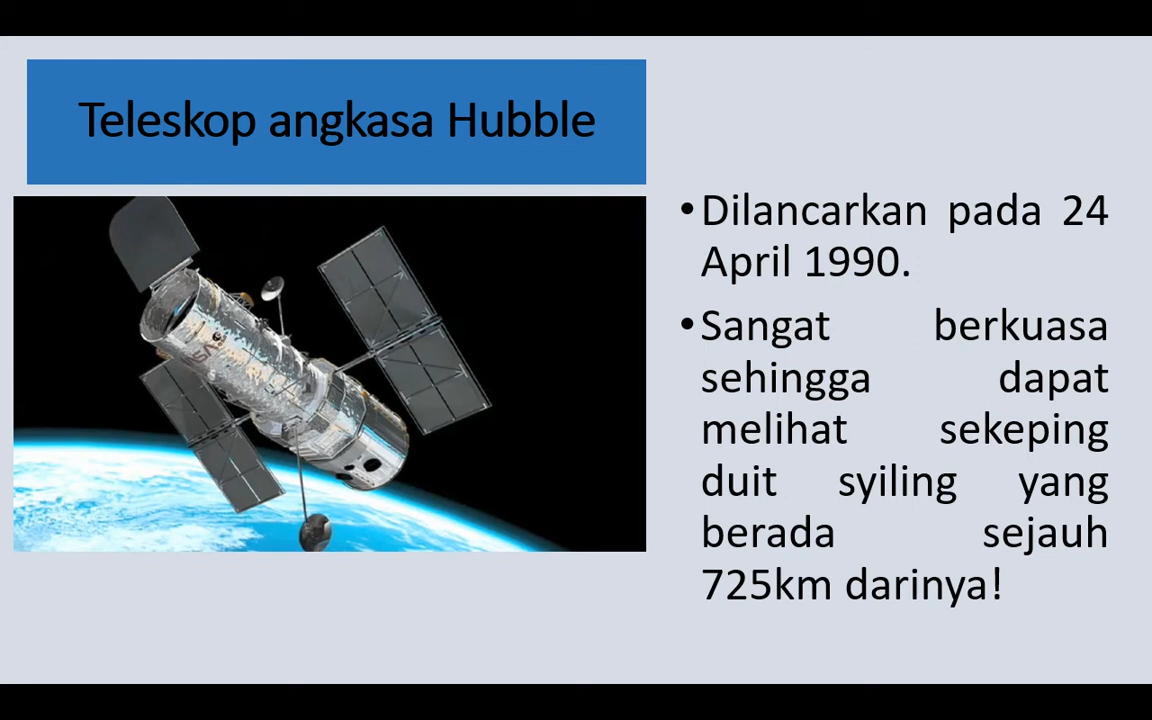 Teleskop angkasa Hubble
•Dilancarkan pada 24
April 1990.
•Sangat berkuasa
sehingga dapat
melihat sekeping
duit syiling yang
berada sejauh
725km darinya!